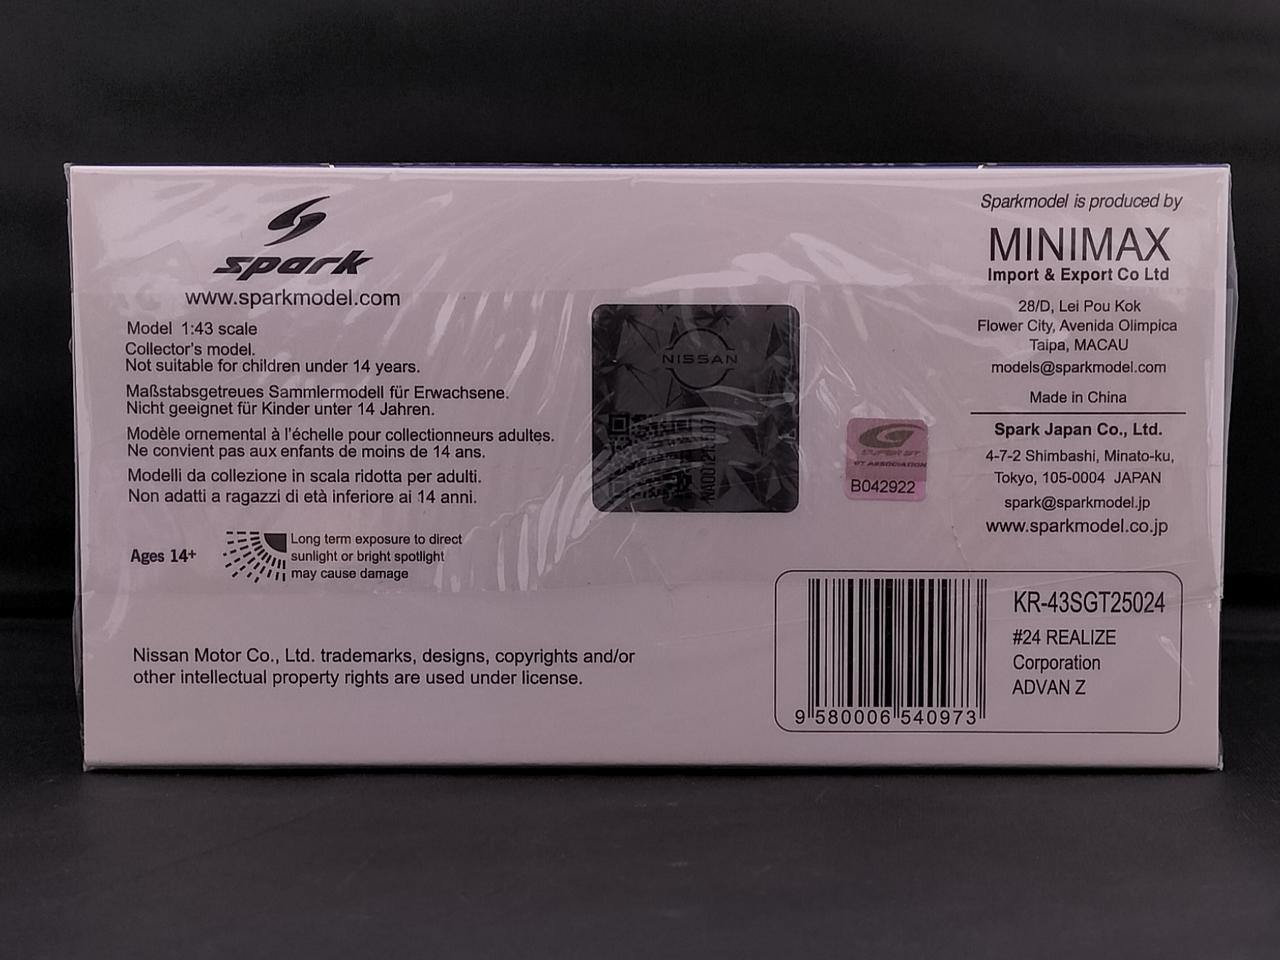 spark
www.sparkmodel.com
Model 1:43 scale
Collector's model.
Not suitable for children under 14 years.
Maßstabsgetreues Sammlermodell für Erwachsene.
Nicht geeignet für Kinder unter 14 Jahren.
Modèle ornemental à l'échelle pour collectionneurs adultes.
Ne convient pas aux enfants de moins de 14 ans.
Modelli da collezione in scala ridotta per adulti.
Non adatti a ragazzi di età inferiore ai 14 anni.
Ages 14+
Long term exposure to direct
sunlight or bright spotlight
may cause damage
Nissan Motor Co., Ltd. trademarks, designs, copyrights and/or
other intellectual property rights are used under license.
NISSAN
SUPER GT
GT ASSOCIATION
B042922
Sparkmodel is produced by
MINIMAX
Import & Export Co Ltd
28/D, Lei Pou Kok
Flower City, Avenida Olimpica
Taipa, MACAU
models@sparkmodel.com
Made in China
Spark Japan Co., Ltd.
4-7-2 Shimbashi, Minato-ku,
Tokyo, 105-0004 JAPAN
spark@sparkmodel.jp
www.sparkmodel.co.jp
KR-43SGT25024
#24 REALIZE
Corporation
ADVAN Z
9 580006 540973